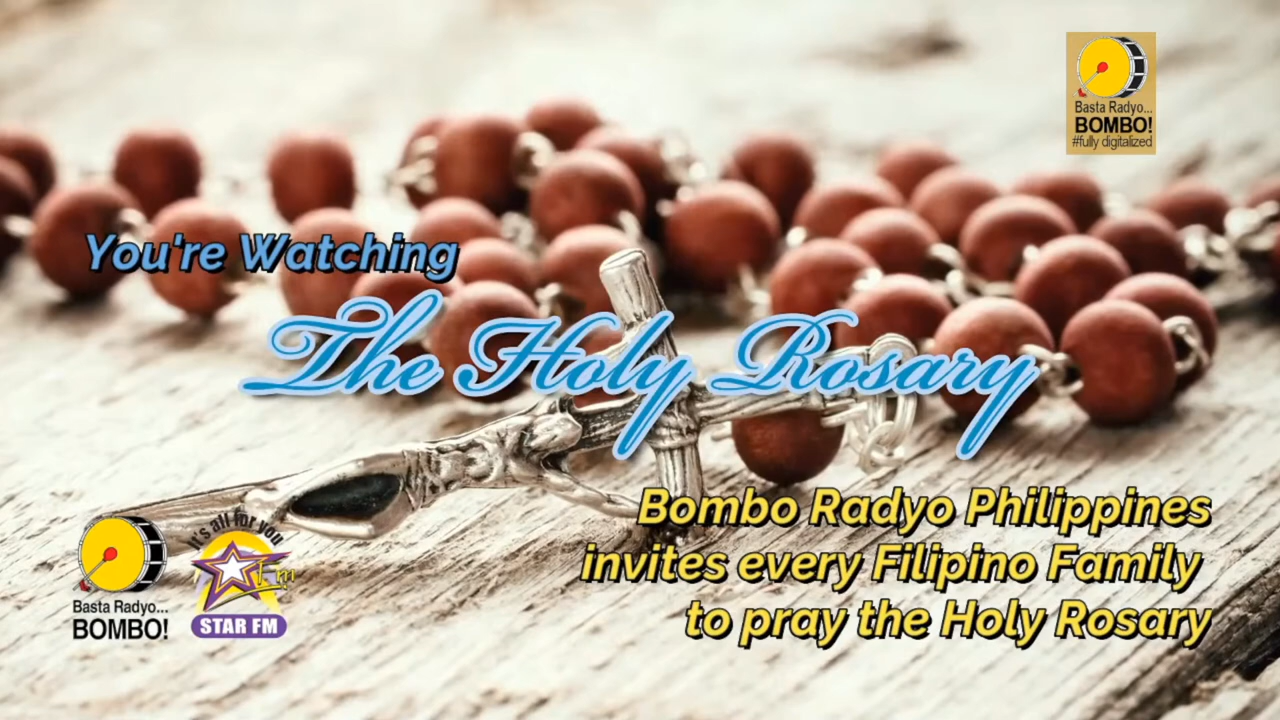 Basta Radyo...
BOMBO!
#fully digitalized
You're Watching
The Holy Rosary
Bombo Radyo Philippines
invites every Filipino Family
to pray the Holy Rosary
Basta Radyo...
BOMBO!
it's all for you
Fm
STAR FM